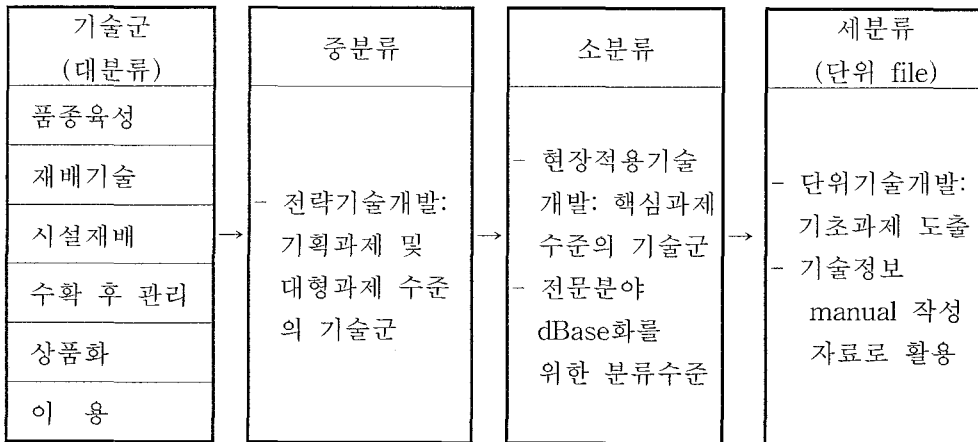 기술군
(대분류)
품종육성
재배기술
시설재배
수확 후 관리
상품화
이 용
→
중분류
- 전략기술개발:
기획과제 및
대형과제 수준
의 기술군
→
소분류
- 현장적용기술
개발: 핵심과제
수준의 기술군
- 전문분야
dBase화를
위한 분류수준
→
세분류
(단위 file)
- 단위기술개발:
기초과제 도출
- 기술정보
manual 작성
자료로 활용